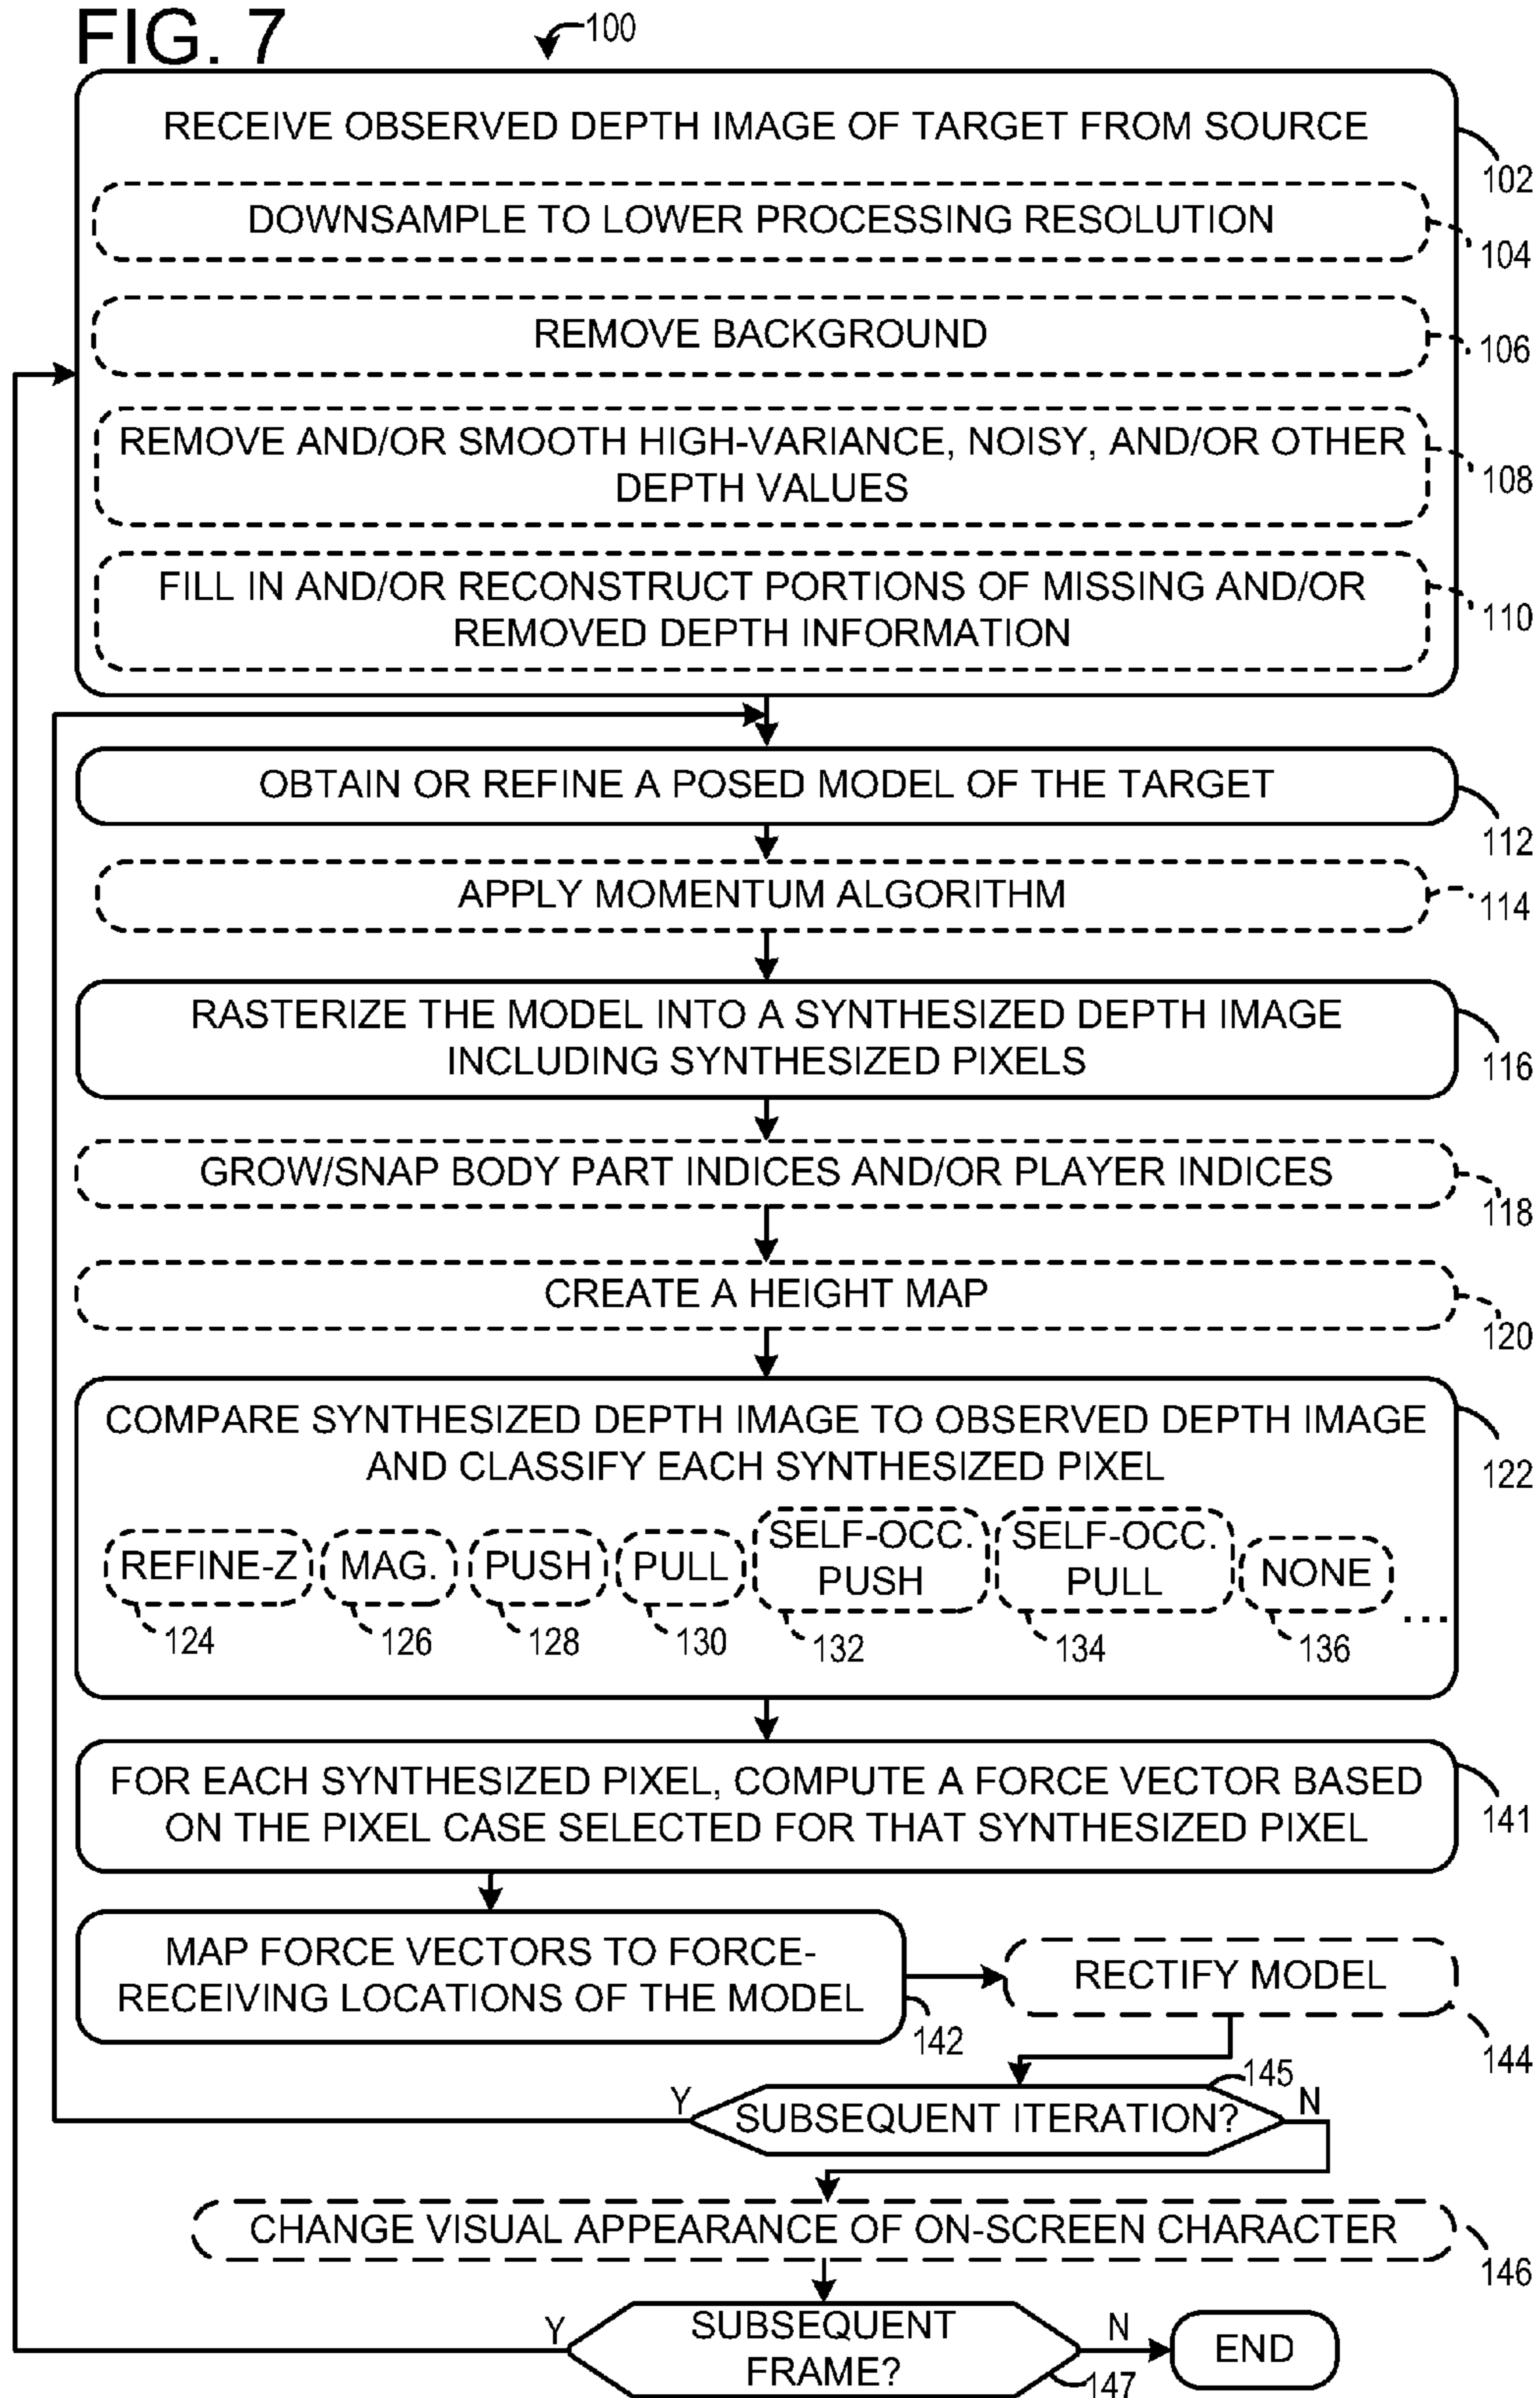 FIG. 7
100
RECEIVE OBSERVED DEPTH IMAGE OF TARGET FROM SOURCE
102
DOWNSAMPLE TO LOWER PROCESSING RESOLUTION
104
REMOVE BACKGROUND
106
REMOVE AND/OR SMOOTH HIGH-VARIANCE, NOISY, AND/OR OTHER
DEPTH VALUES
108
FILL IN AND/OR RECONSTRUCT PORTIONS OF MISSING AND/OR
REMOVED DEPTH INFORMATION
110
OBTAIN OR REFINE A POSED MODEL OF THE TARGET
112
APPLY MOMENTUM ALGORITHM
114
RASTERIZE THE MODEL INTO A SYNTHESIZED DEPTH IMAGE
INCLUDING SYNTHESIZED PIXELS
116
GROW/SNAP BODY PART INDICES AND/OR PLAYER INDICES
118
CREATE A HEIGHT MAP
120
COMPARE SYNTHESIZED DEPTH IMAGE TO OBSERVED DEPTH IMAGE
AND CLASSIFY EACH SYNTHESIZED PIXEL
122
REFINE-Z
124
MAG.
126
PUSH
128
PULL
130
SELF-OCC.
PUSH
132
SELF-OCC.
PULL
134
NONE
136
...
FOR EACH SYNTHESIZED PIXEL, COMPUTE A FORCE VECTOR BASED
ON THE PIXEL CASE SELECTED FOR THAT SYNTHESIZED PIXEL
141
MAP FORCE VECTORS TO FORCE-
RECEIVING LOCATIONS OF THE MODEL
142
RECTIFY MODEL
144
145
Y
SUBSEQUENT ITERATION?
N
CHANGE VISUAL APPEARANCE OF ON-SCREEN CHARACTER
146
Y
SUBSEQUENT
FRAME?
147
N
END